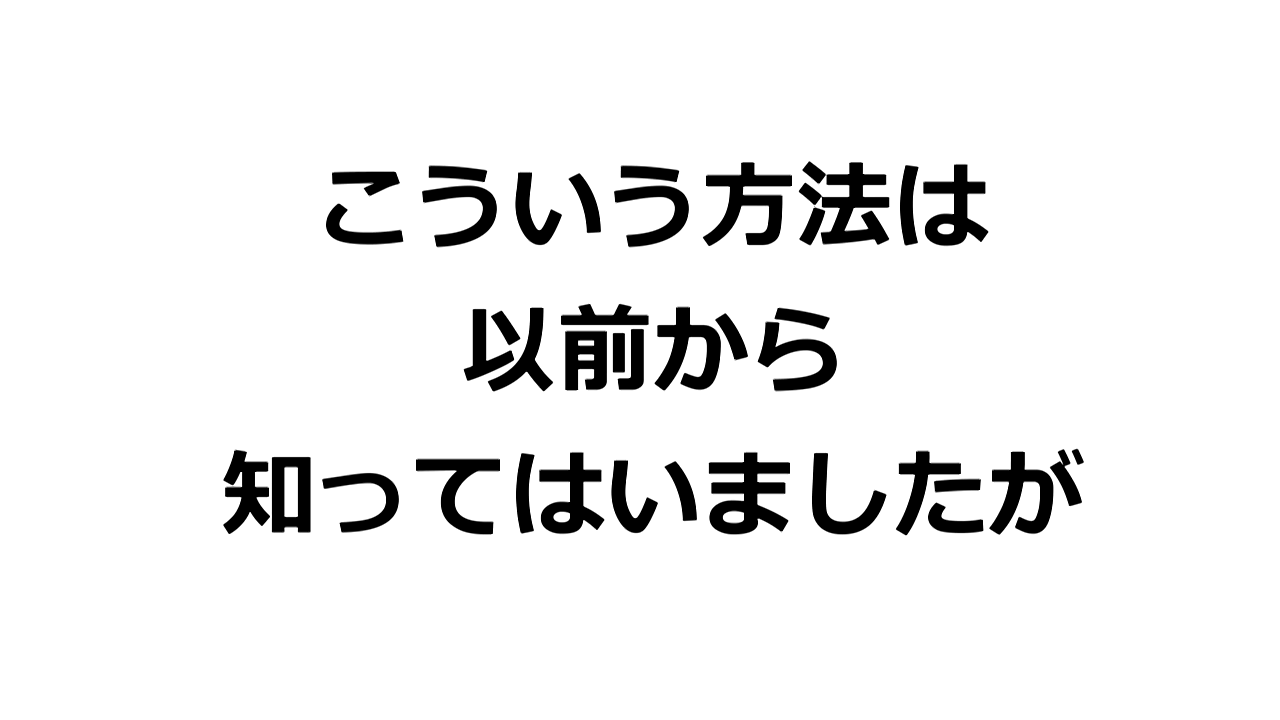 こういう方法は
以前から
知ってはいましたが